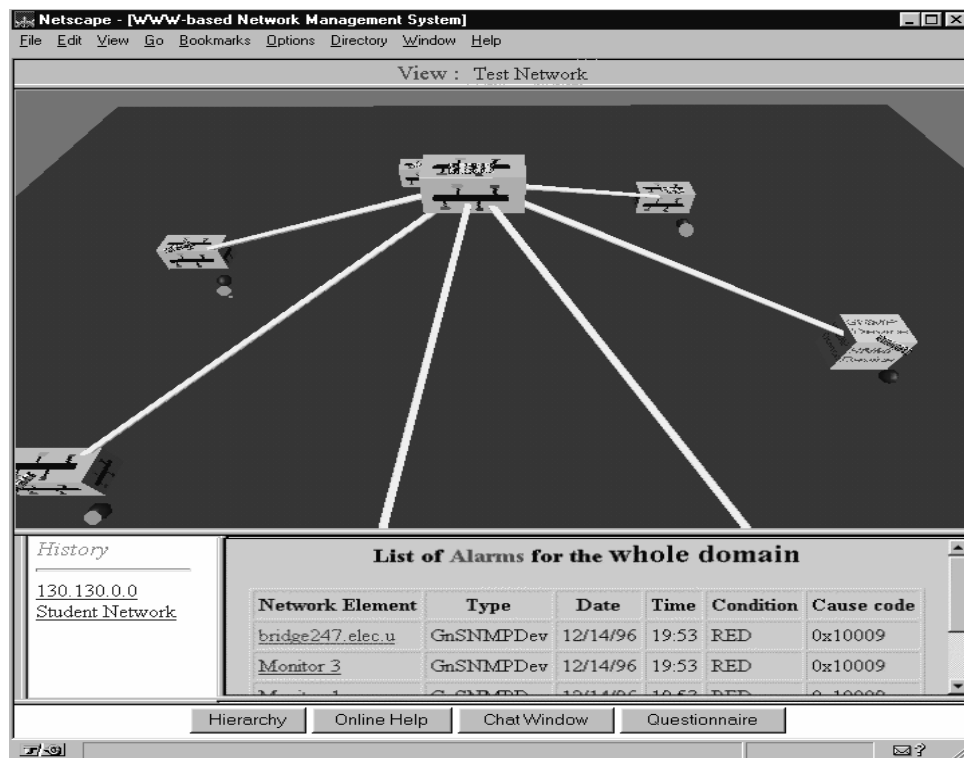 Netscape - [WWW-based Network Management System]
File Edit View Go Bookmarks Options Directory Window Help
View : Test Network
History
130.130.0.0
Student Network
List of Alarms for the whole domain
Network Element Type Date Time Condition Cause code
bridge247.elec.u GnSNMPDev 12/14/96 19:53 RED 0x10009
Monitor 3 GnSNMPDev 12/14/96 19:53 RED 0x10009
Hierarchy Online Help Chat Window Questionnaire